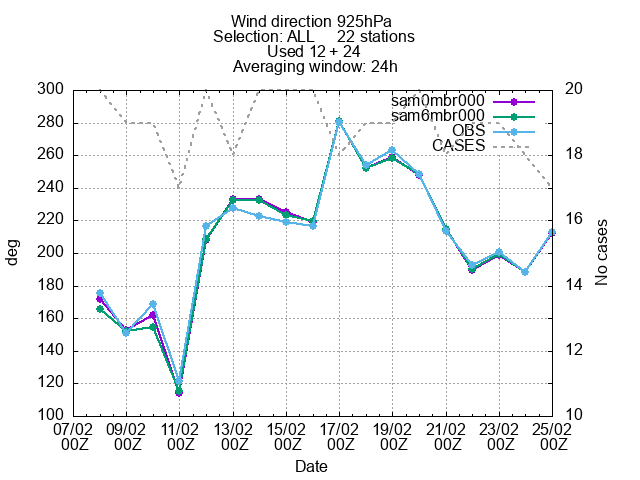 Wind direction 925hPa
Selection: ALL 22 stations
Used 12 + 24
Averaging window: 24h
300
280
260
240
220
200
180
160
140
120
100
deg
20
18
16
14
12
10
No cases
sam0mbr000
sam6mbr000
OBS
CASES
07/02 09/02 11/02 13/02 15/02 17/02 19/02 21/02 23/02 25/02
00Z 00Z 00Z 00Z 00Z 00Z 00Z 00Z 00Z 00Z
Date